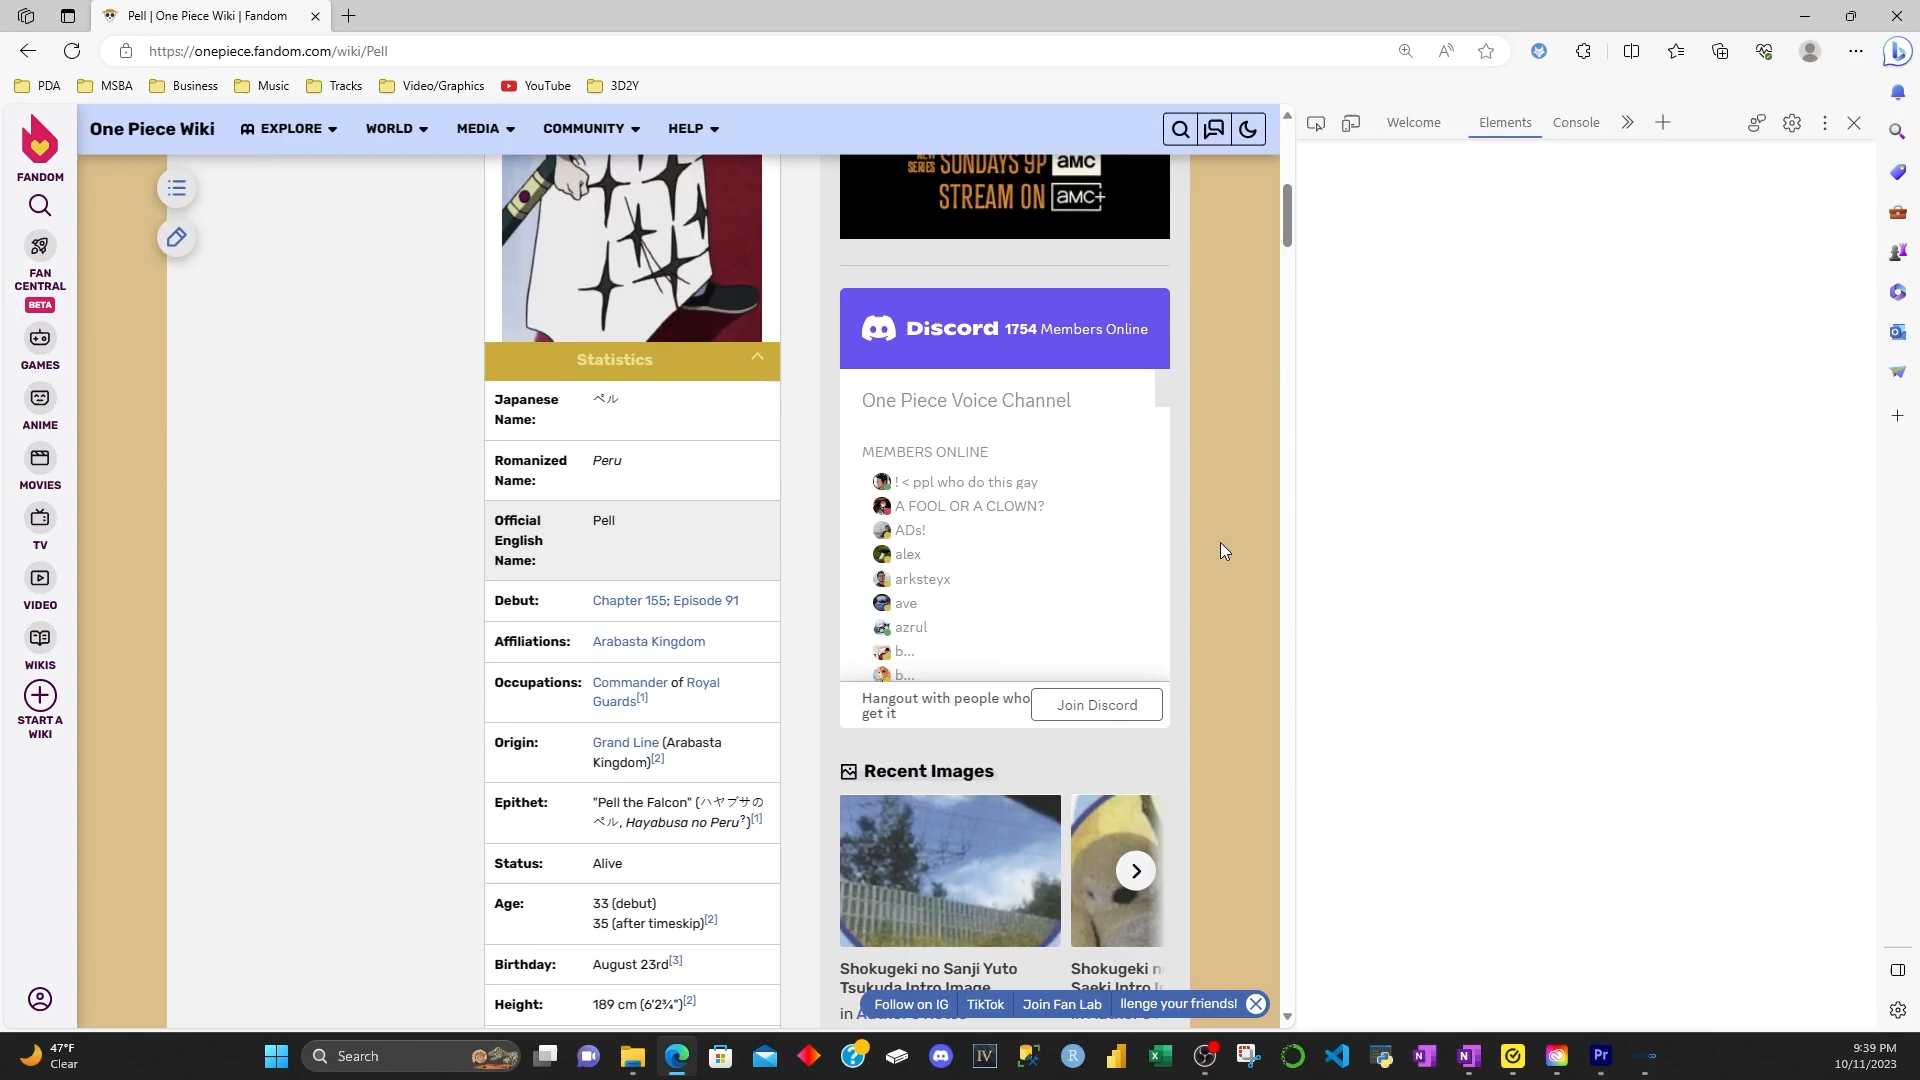 Pell | One Piece Wiki | Fandom
https://onepiece.fandom.com/wiki/Pell
PDA
MSBA
Business
Music
Tracks
Video/Graphics
YouTube
3D2Y
FANDOM
FAN CENTRAL
BETA
GAMES
ANIME
MOVIES
TV
VIDEO
WIKIS
START A WIKI
One Piece Wiki
EXPLORE
WORLD
MEDIA
COMMUNITY
HELP
Statistics
Japanese Name:
ペル
Romanized Name:
Peru
Official English Name:
Pell
Debut:
Chapter 155; Episode 91
Affiliations:
Arabasta Kingdom
Occupations:
Commander of Royal
Guards[1]
Origin:
Grand Line (Arabasta
Kingdom)[2]
Epithet:
"Pell the Falcon" (ハヤブサの
ペル, Hayabusa no Peru?)[1]
Status:
Alive
Age:
33 (debut)
35 (after timeskip)[2]
Birthday:
August 23rd[3]
Height:
189 cm (6'2¾")[2]
NEW SERIES SUNDAYS 9P amc
STREAM ON amc+
Discord 1754 Members Online
One Piece Voice Channel
MEMBERS ONLINE
! < ppl who do this gay
A FOOL OR A CLOWN?
ADs!
alex
arksteyx
ave
azrul
b...
b...
Hangout with people who
get it
Join Discord
Recent Images
Shokugeki no Sanji Yuto
Tsukuda Intro Image
Shokugeki n
Saeki Intro I
in
Follow on IG
TikTok
Join Fan Lab
llenge your friends!
Welcome
Elements
Console
47°F
Clear
Search
IV
R
Pr
9:39 PM
10/11/2023